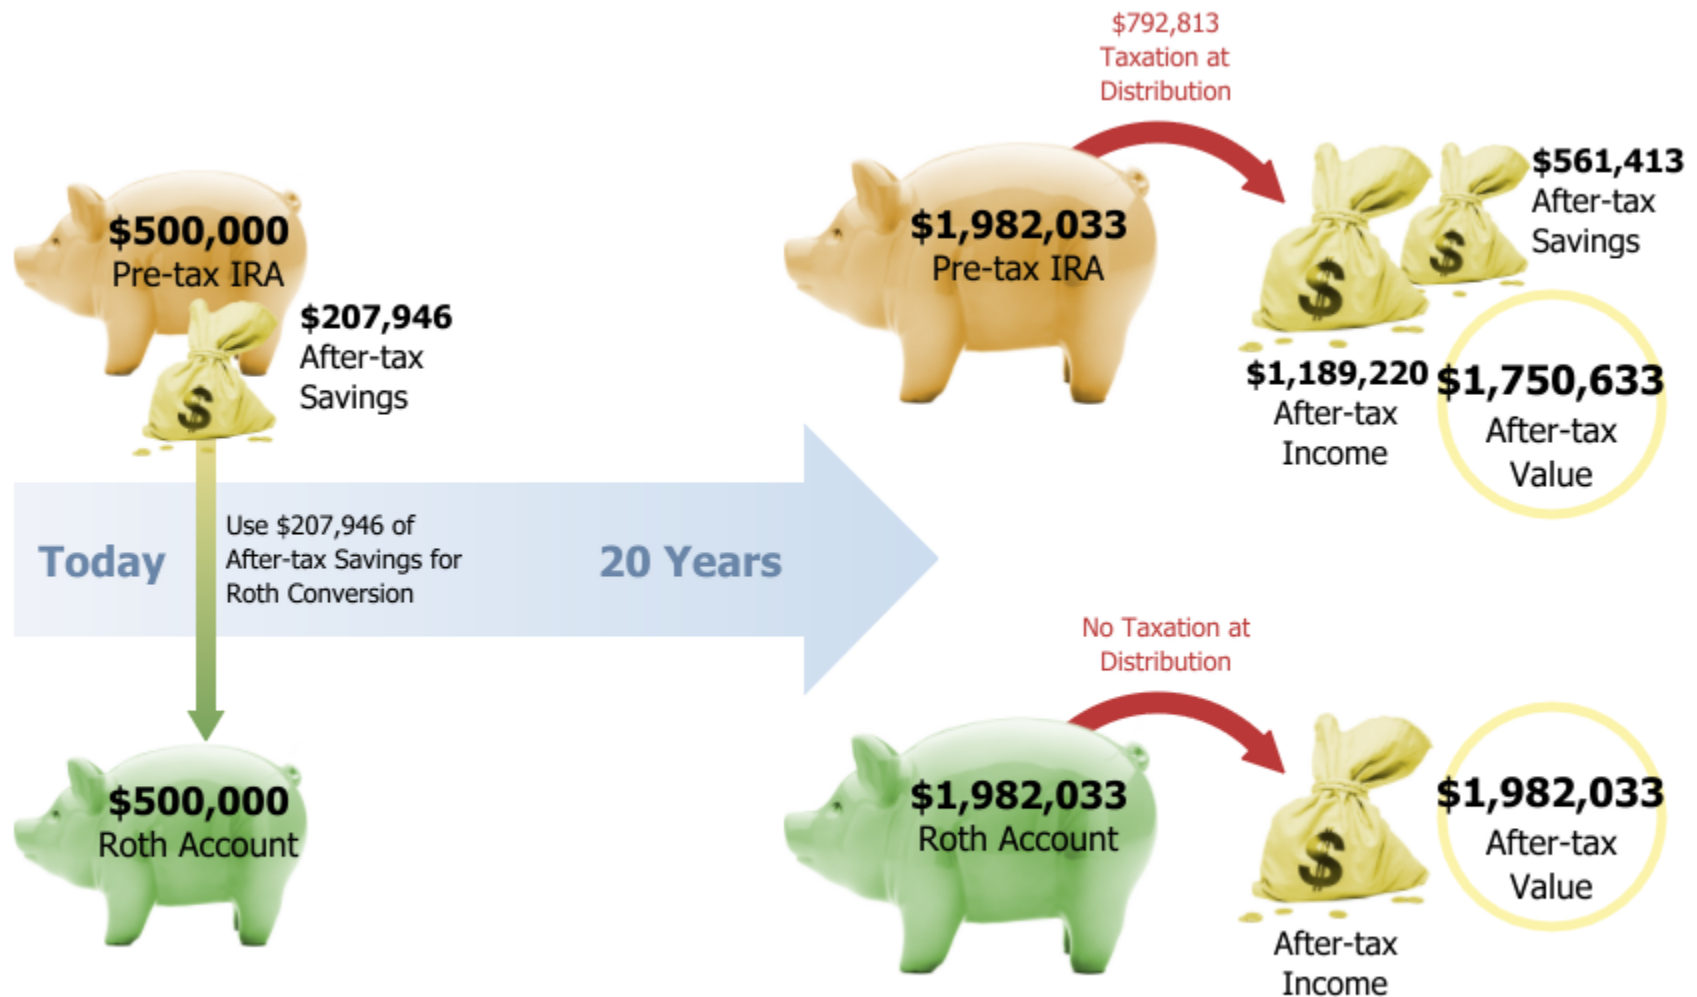 $792,813
Taxation at
Distribution
$500,000
Pre-tax IRA
$207,946
After-tax
Savings
$1,982,033
Pre-tax IRA
$561,413
After-tax
Savings
$
$
$
$1,189,220
After-tax
Income
$1,750,633
After-tax
Value
Today
Use $207,946 of
After-tax Savings for
Roth Conversion
20 Years
No Taxation at
Distribution
$500,000
Roth Account
$1,982,033
Roth Account
$
After-tax
Income
$1,982,033
After-tax
Value